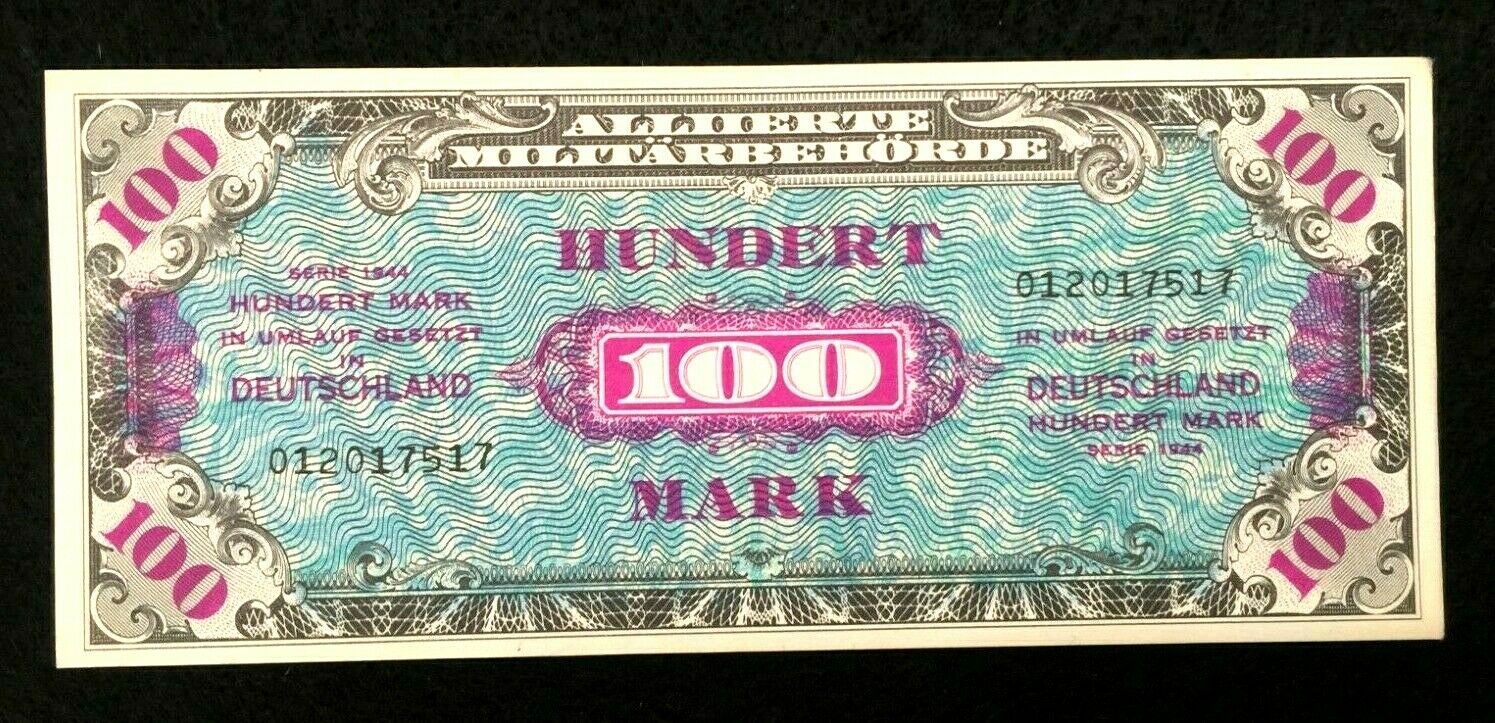 100
ALLIIERTE
MILITÄRBEHÖRDE
100
SERIE 1944
HUNDERT MARK
IN UMLAUF GESETZT
IN
DEUTSCHLAND
012017517
HUNDERT
100
MARK
012017517
IN UMLAUF GESETZT
IN
DEUTSCHLAND
HUNDERT MARK
SERIE 1944
100
100